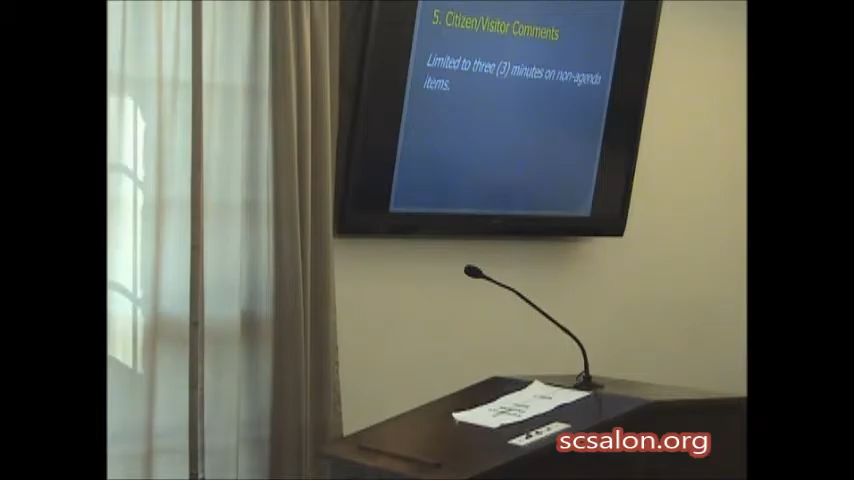 5. Citizen/Visitor Comments
Limited to three (3) minutes on non-agenda
items.
scsalon.org